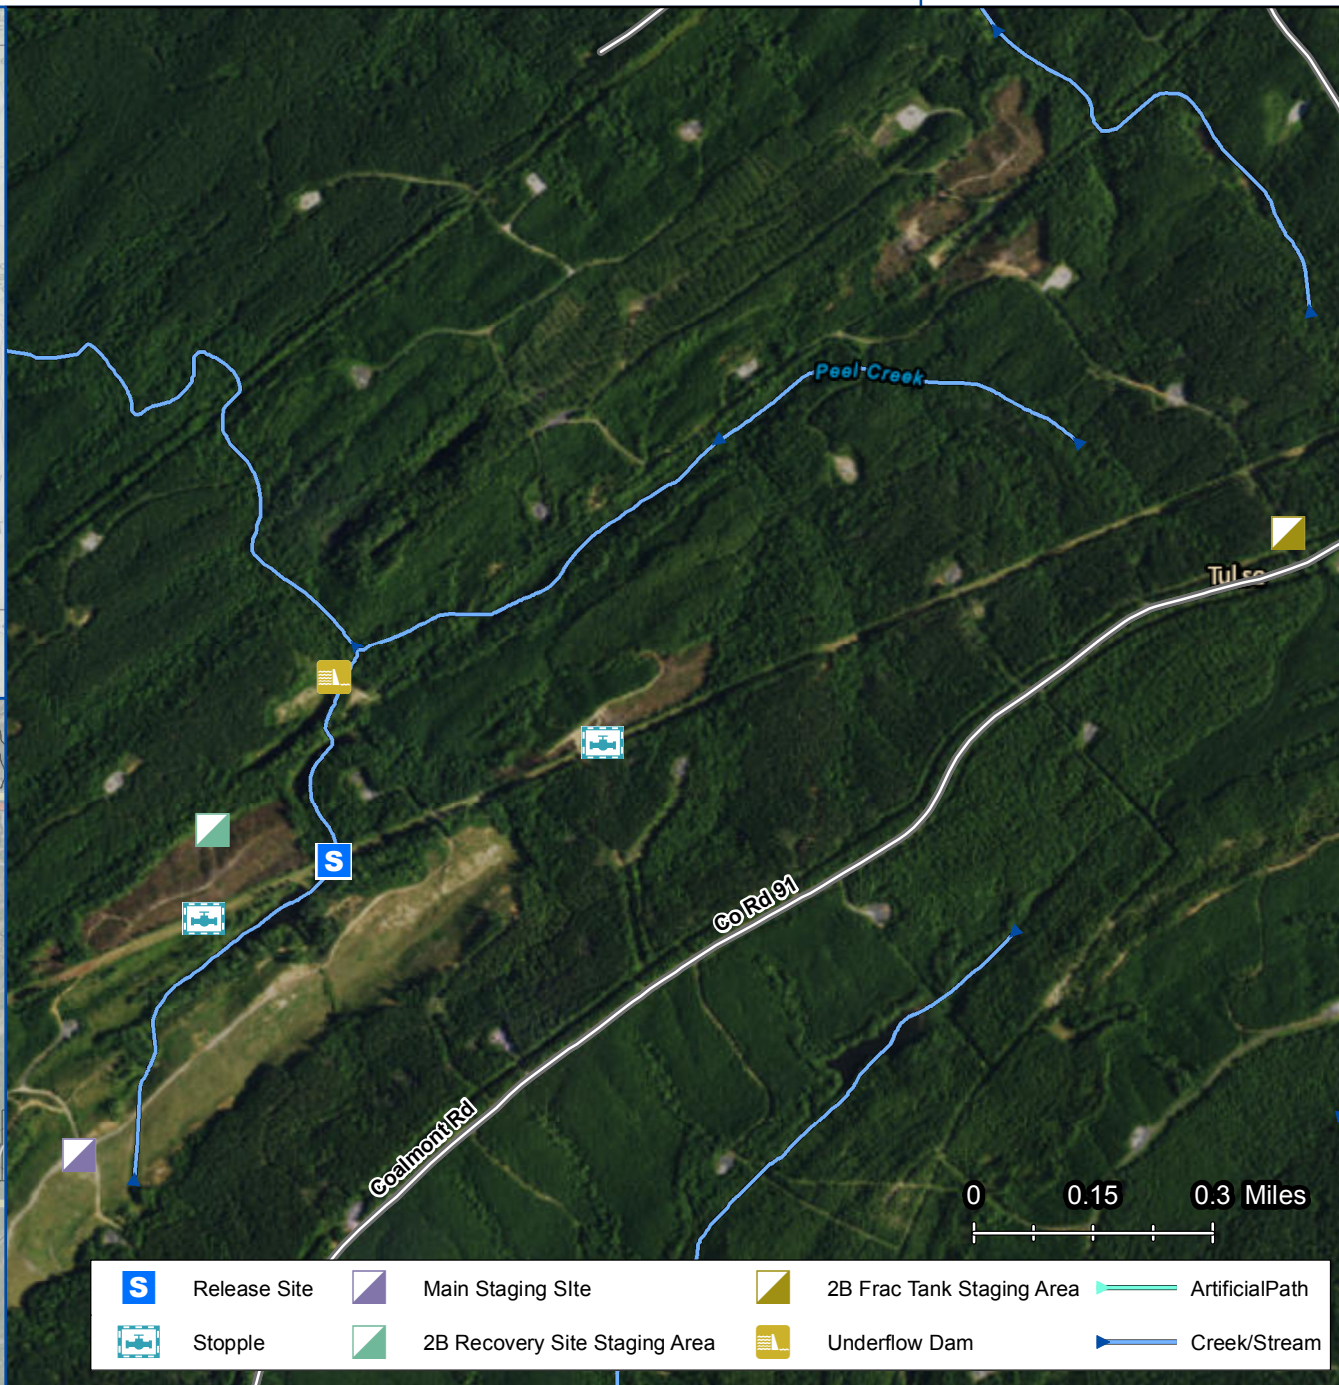 Peel Creek
Co Rd 91
Coalmont Rd
0 0.15 0.3 Miles
S
S Release Site Main Staging SIte 2B Frac Tank Staging Area ArtificialPath
Stopple 2B Recovery Site Staging Area Underflow Dam Creek/Stream